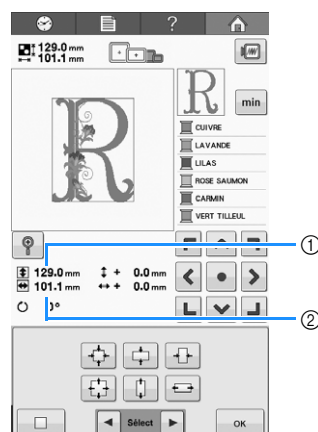 ?
129.0 mm
101.1 mm
R
R
min
CUIVRE
LAVANDE
LILAS
ROSE SAUMON
CARMIN
VERT TILLEUL
129.0 mm + 0.0 mm
101.1 mm + 0.0 mm
0°
Sélect
OK
①
②